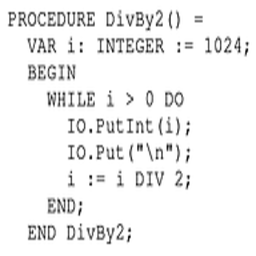 PROCEDURE DivBy2() =
  VAR i: INTEGER := 1024;
  BEGIN
    WHILE i > 0 DO
      IO.PutInt(i);
      IO.Put("\n");
      i := i DIV 2;
    END;
  END DivBy2;